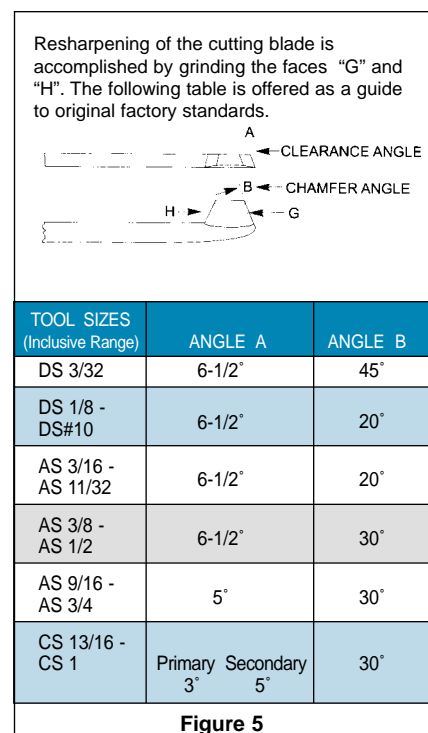 Resharpening of the cutting blade is
accomplished by grinding the faces “G” and
“H”. The following table is offered as a guide
to original factory standards.
A
CLEARANCE ANGLE
B CHAMFER ANGLE
H G
TOOL SIZES
(Inclusive Range) ANGLE A ANGLE B
DS 3/32 6-1/2° 45°
DS 1/8 -
DS#10 6-1/2° 20°
AS 3/16 -
AS 11/32 6-1/2° 20°
AS 3/8 -
AS 1/2 6-1/2° 30°
AS 9/16 -
AS 3/4 5° 30°
CS 13/16 -
CS 1 Primary Secondary 30°
3° 5°
Figure 5